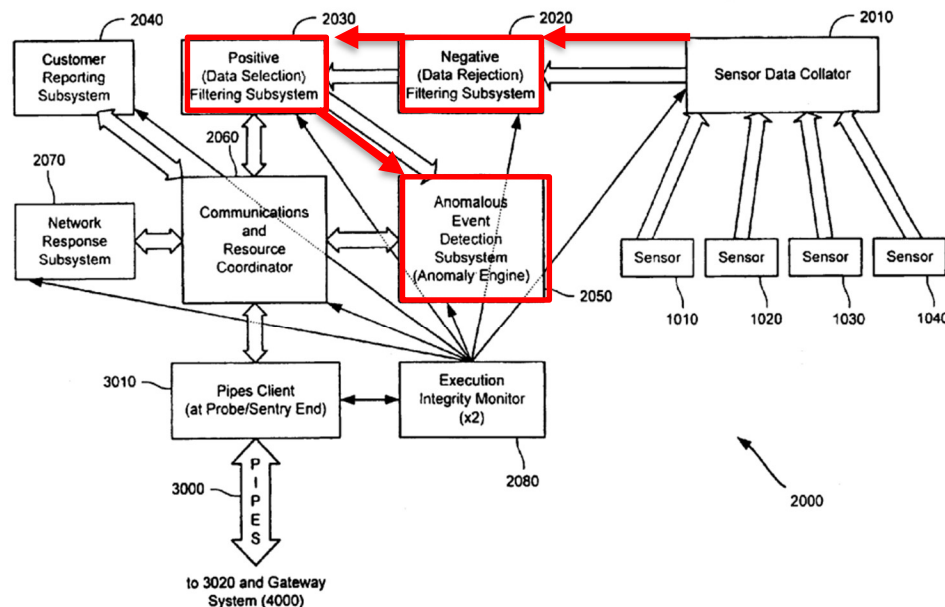 2040
2030
2020
2010
Customer
Reporting
Subsystem
Positive
(Data Selection)
Filtering Subsystem
Negative
(Data Rejection)
Filtering Subsystem
Sensor Data Collator
2060
2070
Network
Response
Subsystem
Communications
and
Resource
Coordinator
Anomalous
Event
Detection
Subsystem
(Anomaly Engine)
2050
Sensor
Sensor
Sensor
Sensor
1010
1020
1030
1040
3010
Pipes Client
(at Probe/Sentry End)
Execution
Integrity Monitor
(x2)
2080
3000
PIPES
2000
to 3020 and Gateway
System (4000)